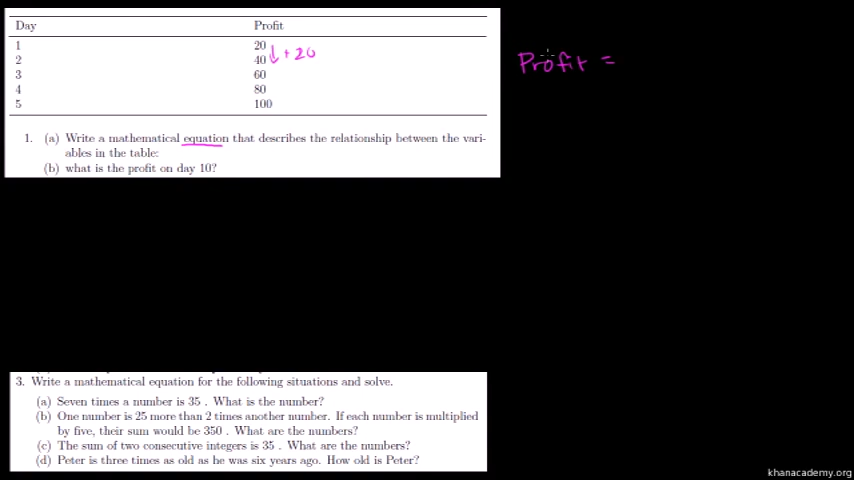 Day Profit
1 20
2 40
3 60
4 80
5 100
+20
Profit =
1. (a) Write a mathematical equation that describes the relationship between the vari-
ables in the table:
(b) what is the profit on day 10?
3. Write a mathematical equation for the following situations and solve.
(a) Seven times a number is 35 . What is the number?
(b) One number is 25 more than 2 times another number. If each number is multiplied
by five, their sum would be 350 . What are the numbers?
(c) The sum of two consecutive integers is 35 . What are the numbers?
(d) Peter is three times as old as he was six years ago. How old is Peter?
khanacademy.org